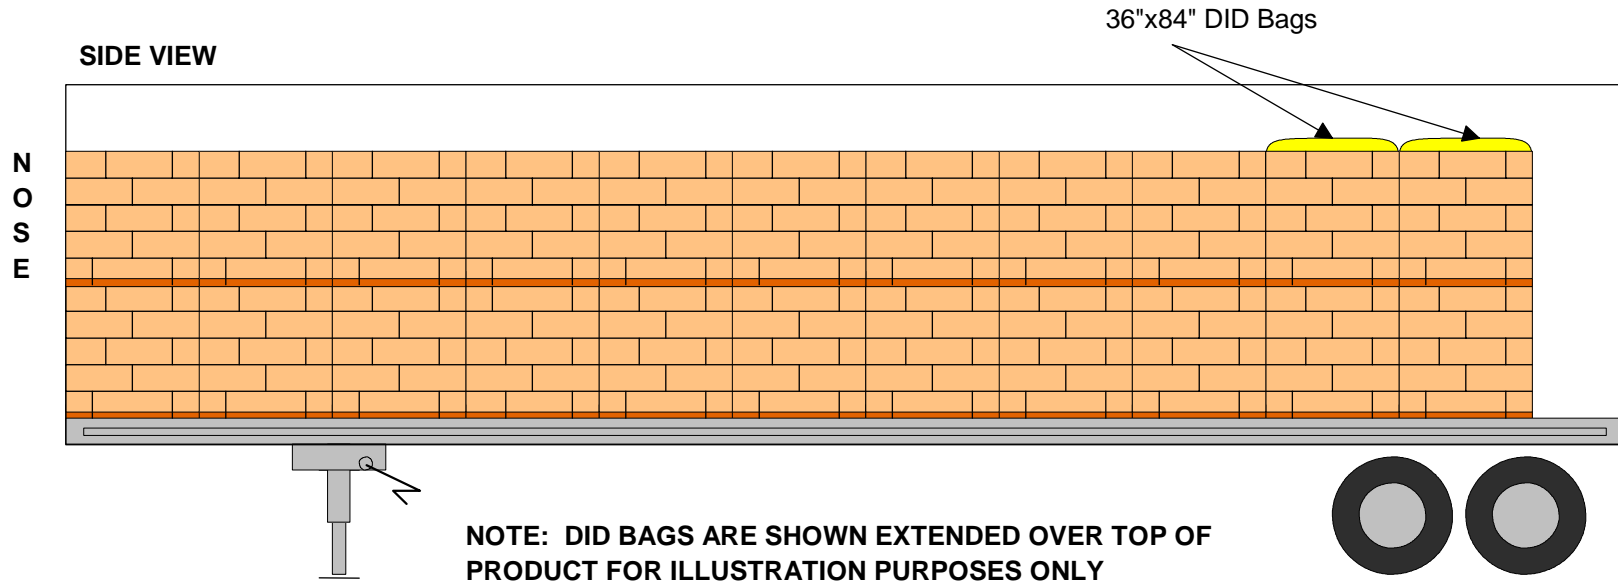 36"x84" DID Bags
SIDE VIEW
N
O
S
E
NOTE:  DID BAGS ARE SHOWN EXTENDED OVER TOP OF
PRODUCT FOR ILLUSTRATION PURPOSES ONLY